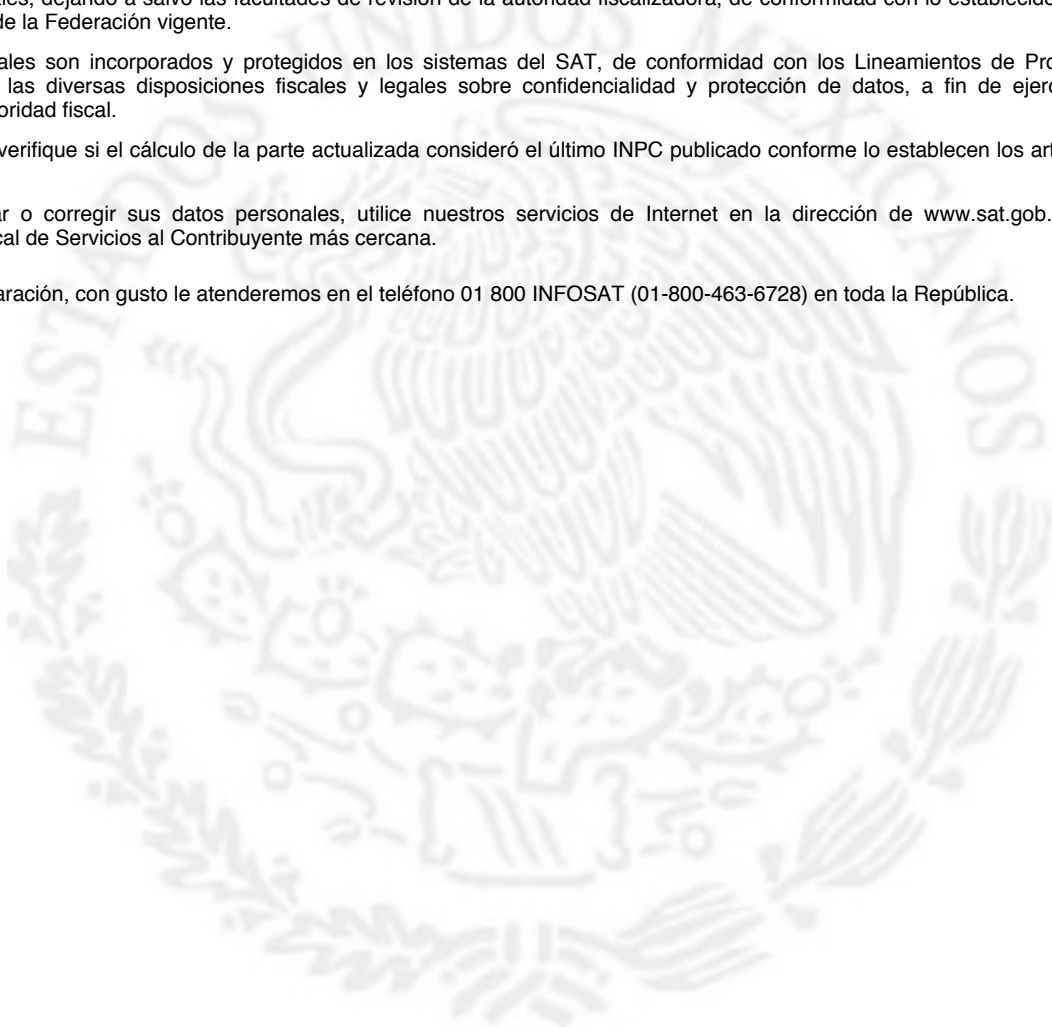 ales, dejando a salvo las facultades de revisión de la autoridad fiscalizadora, de conformidad con lo establecido
de la Federación vigente.
ales son incorporados y protegidos en los sistemas del SAT, de conformidad con los Lineamientos de Pro
las diversas disposiciones fiscales y legales sobre confidencialidad y protección de datos, a fin de ejer
oridad fiscal.
verifique si el cálculo de la parte actualizada consideró el último INPC publicado conforme lo establecen los ar
ar o corregir sus datos personales, utilice nuestros servicios de Internet en la dirección de www.sat.gob.
cal de Servicios al Contribuyente más cercana.
aración, con gusto le atenderemos en el teléfono 01 800 INFOSAT (01-800-463-6728) en toda la República.
ESTADOS UNIDOS MEXICANOS